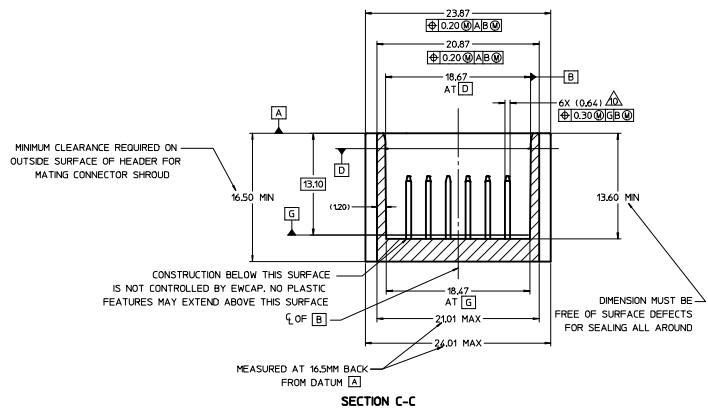 23.87
⌖ 0.20 Ⓜ A B Ⓜ
20.87
⌖ 0.20 Ⓜ A B Ⓜ
18.67
AT D
B
6X (0.64) 10
⌖ 0.30 Ⓜ G B Ⓜ
A
MINIMUM CLEARANCE REQUIRED ON
OUTSIDE SURFACE OF HEADER FOR
MATING CONNECTOR SHROUD
D
16.50 MIN
13.10
13.60 MIN
(1.20)
G
CONSTRUCTION BELOW THIS SURFACE
IS NOT CONTROLLED BY EWCAP. NO PLASTIC
FEATURES MAY EXTEND ABOVE THIS SURFACE
18.47
AT G
DIMENSION MUST BE
FREE OF SURFACE DEFECTS
FOR SEALING ALL AROUND
℄ OF B
21.01 MAX
24.01 MAX
MEASURED AT 16.5MM BACK
FROM DATUM A
SECTION C-C